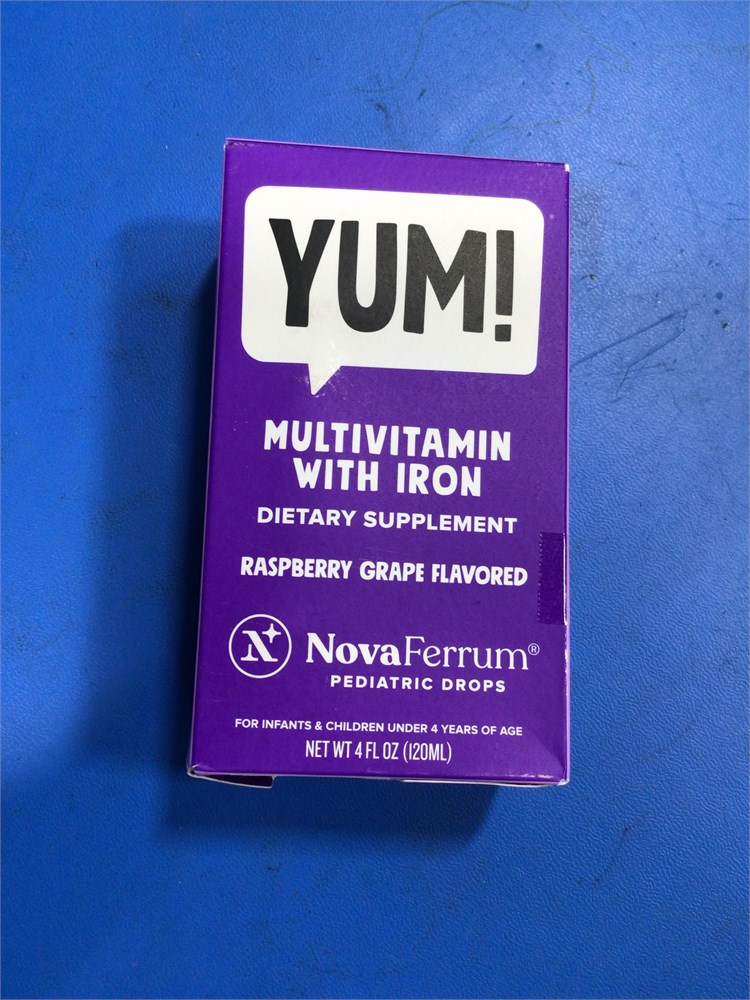 YUM!
MULTIVITAMIN
WITH IRON
DIETARY SUPPLEMENT
RASPBERRY GRAPE FLAVORED
N NovaFerrum®
PEDIATRIC DROPS
FOR INFANTS & CHILDREN UNDER 4 YEARS OF AGE
NET WT 4 FL OZ (120ML)